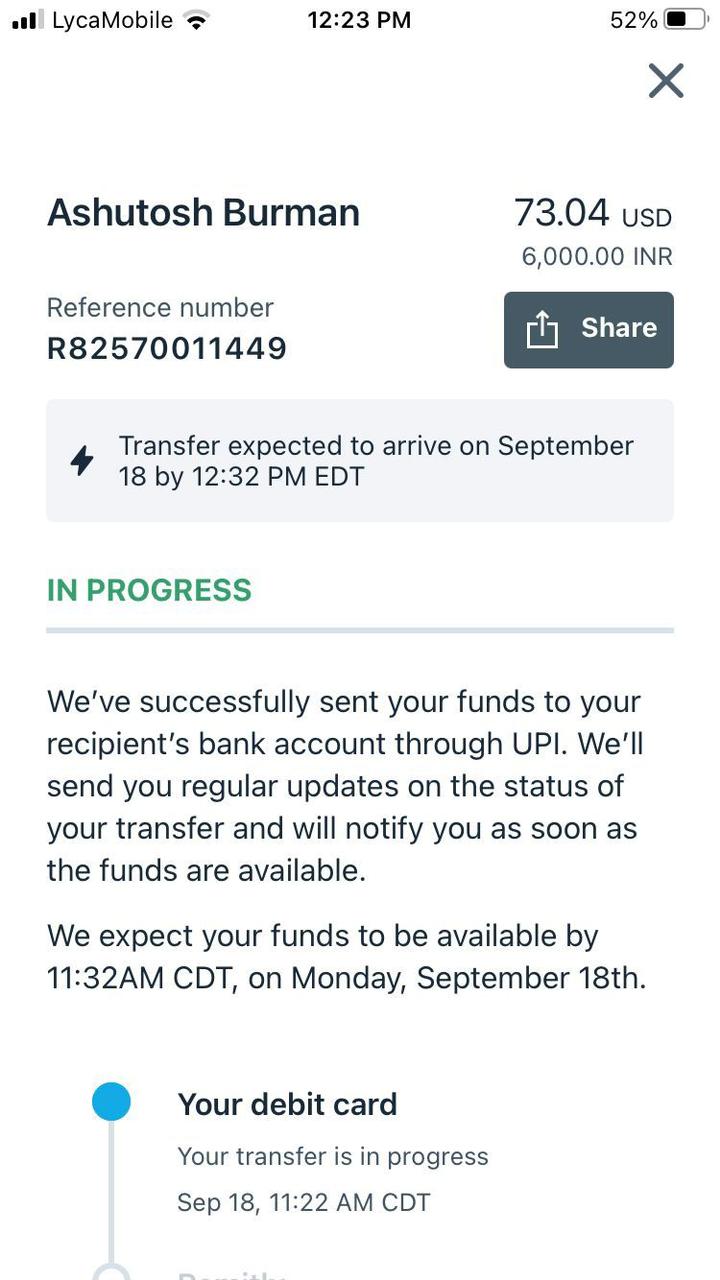 LycaMobile 12:23 PM 52%
Ashutosh Burman 73.04 USD
6,000.00 INR
Reference number
R82570011449
Share
Transfer expected to arrive on September
18 by 12:32 PM EDT
IN PROGRESS
We’ve successfully sent your funds to your
recipient’s bank account through UPI. We’ll
send you regular updates on the status of
your transfer and will notify you as soon as
the funds are available.
We expect your funds to be available by
11:32AM CDT, on Monday, September 18th.
Your debit card
Your transfer is in progress
Sep 18, 11:22 AM CDT
Remitly